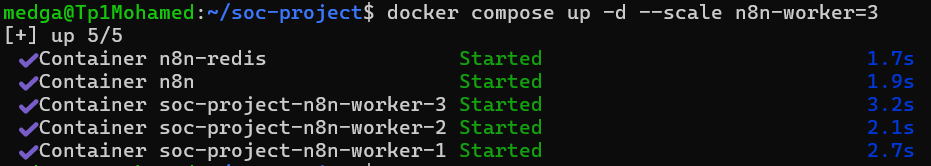 medga@Tp1Mohamed:~/soc-project$ docker compose up -d --scale n8n-worker=3
[+] up 5/5
✔Container n8n-redis Started 1.7s
✔Container n8n Started 1.9s
✔Container soc-project-n8n-worker-3 Started 3.2s
✔Container soc-project-n8n-worker-2 Started 2.1s
✔Container soc-project-n8n-worker-1 Started 2.7s